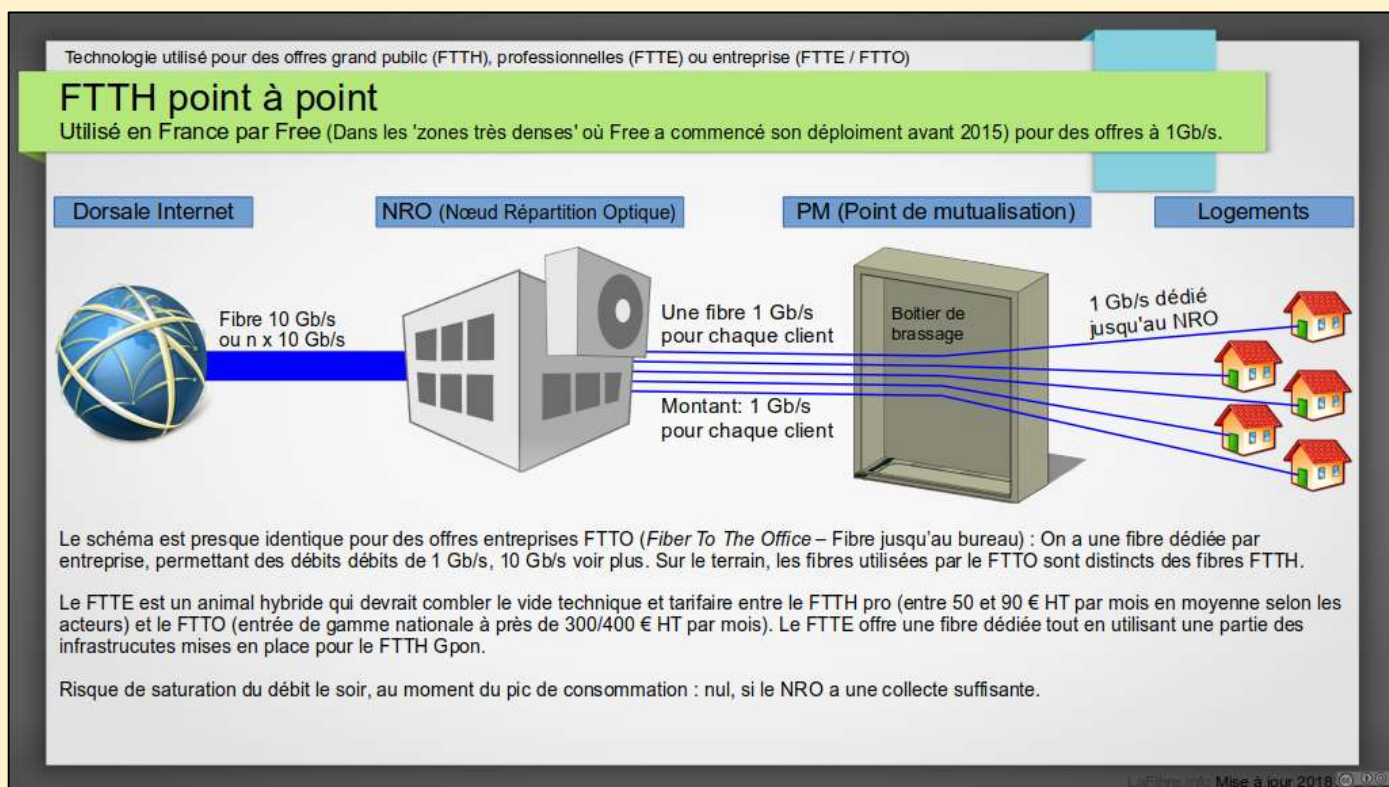 Technologie utilisé pour des offres grand pubilc (FTTH), professionnelles (FTTE) ou entreprise (FTTE / FTTO)
FTTH point à point
Utilisé en France par Free (Dans les 'zones très denses' où Free a commencé son déploiment avant 2015) pour des offres à 1Gb/s.
Dorsale Internet
NRO (Nœud Répartition Optique)
PM (Point de mutualisation)
Logements
Fibre 10 Gb/s
ou n x 10 Gb/s
Une fibre 1 Gb/s
pour chaque client
Montant: 1 Gb/s
pour chaque client
Boitier de
brassage
1 Gb/s dédié
jusqu'au NRO
Le schéma est presque identique pour des offres entreprises FTTO (Fiber To The Office – Fibre jusqu'au bureau) : On a une fibre dédiée par
entreprise, permettant des débits débits de 1 Gb/s, 10 Gb/s voir plus. Sur le terrain, les fibres utilisées par le FTTO sont distincts des fibres FTTH.
Le FTTE est un animal hybride qui devrait combler le vide technique et tarifaire entre le FTTH pro (entre 50 et 90 € HT par mois en moyenne selon les
acteurs) et le FTTO (entrée de gamme nationale à près de 300/400 € HT par mois). Le FTTE offre une fibre dédiée tout en utilisant une partie des
infrastrucutes mises en place pour le FTTH Gpon.
Risque de saturation du débit le soir, au moment du pic de consommation : nul, si le NRO a une collecte suffisante.
LaFibre.info Mise à jour 2018